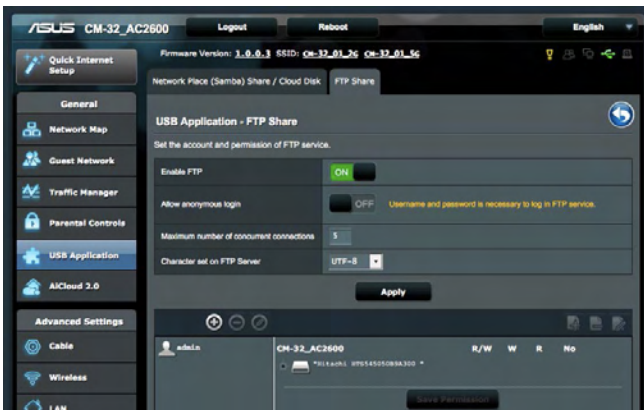 ASUS CM-32_AC2600 Logout Reboot English
Quick Internet Setup
Firmware Version: 1.0.0.3 SSID: CM-32_01_2G CM-32_01_5G
Network Place (Samba) Share / Cloud Disk FTP Share
General
Network Map
Guest Network
Traffic Manager
Parental Controls
USB Application
AiCloud 2.0
Advanced Settings
Cable
Wireless
LAN
USB Application - FTP Share
Set the account and permission of FTP service.
Enable FTP ON
Allow anonymous login OFF Username and password is necessary to log in FTP service.
Maximum number of concurrent connections 5
Character set on FTP Server UTF-8
Apply
admin
CM-32_AC2600 R/W W R No
"Hitachi HTS545050B9A300 "
Save Permission